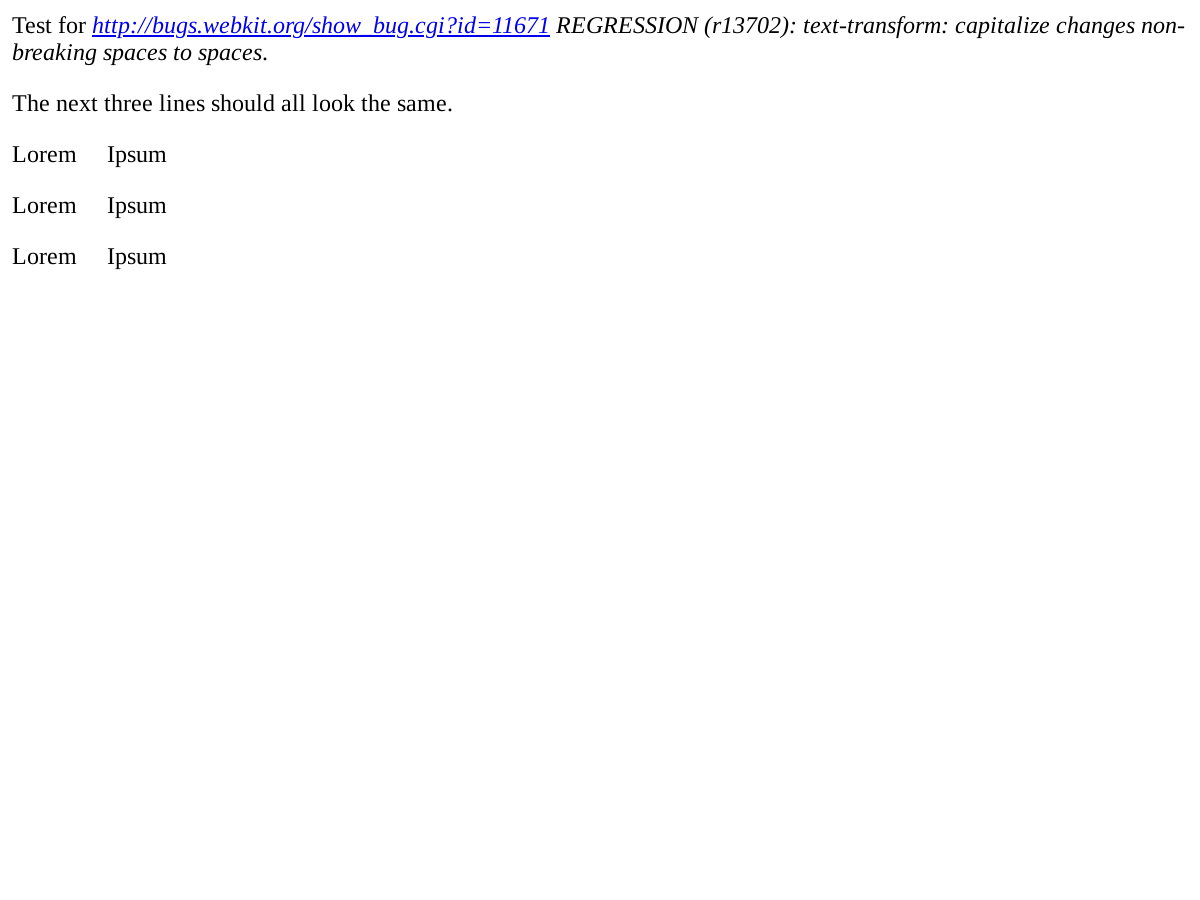 Test for http://bugs.webkit.org/show_bug.cgi?id=11671 REGRESSION (r13702): text-transform: capitalize changes non-
breaking spaces to spaces.
The next three lines should all look the same.
Lorem     Ipsum
Lorem     Ipsum
Lorem     Ipsum